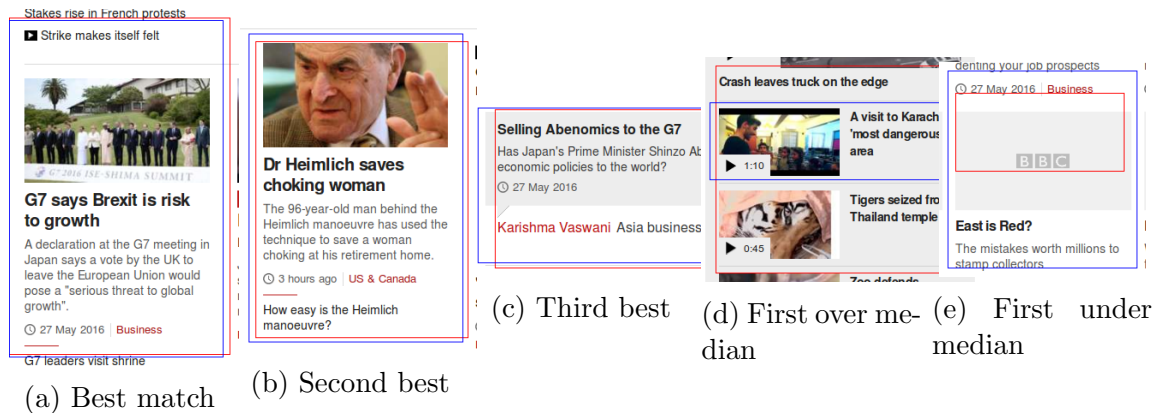 Stakes rise in French protests
Strike makes itself felt
G7 2016 ISE-SHIMA SUMMIT
G7 says Brexit is risk
to growth
A declaration at the G7 meeting in
Japan says a vote by the UK to
leave the European Union would
pose a "serious threat to global
growth".
27 May 2016 Business
G7 leaders visit shrine
(a) Best match
Dr Heimlich saves
choking woman
The 96-year-old man behind the
Heimlich manoeuvre has used the
technique to save a woman
choking at his retirement home.
3 hours ago US & Canada
How easy is the Heimlich
manoeuvre?
(b) Second best
Selling Abenomics to the G7
Has Japan's Prime Minister Shinzo Ab
economic policies to the world?
27 May 2016
Karishma Vaswani Asia business
(c) Third best
Crash leaves truck on the edge
A visit to Karach
'most dangerous
area
1:10
Tigers seized fro
Thailand temple
0:45
Zoo defends
(d) First over me-
dian
denting your job prospects
27 May 2016 Business
BBC
East is Red?
The mistakes worth millions to
stamp collectors
(e) First under
median